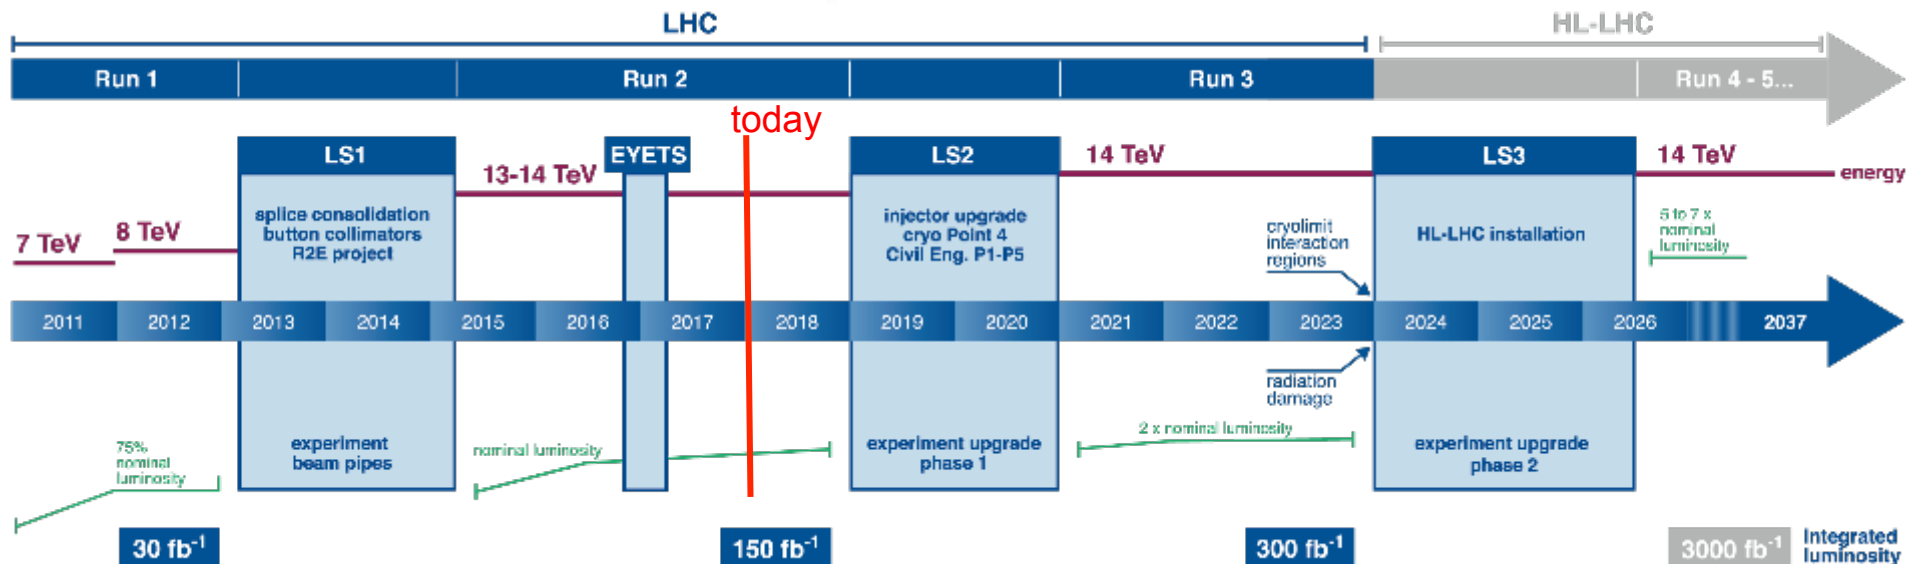 LHC
HL-LHC
Run 1
Run 2
Run 3
Run 4 - 5...
today
LS1
EYETS
LS2
14 TeV
LS3
14 TeV
13-14 TeV
energy
7 TeV
8 TeV
splice consolidation
button collimators
R2E project
injector upgrade
cryo Point 4
Civil Eng. P1-P5
cryolimit
interaction
regions
HL-LHC installation
5 to 7 x
nominal
luminosity
2011
2012
2013
2014
2015
2016
2017
2018
2019
2020
2021
2022
2023
2024
2025
2026
2037
radiation
damage
75%
nominal
luminosity
experiment
beam pipes
nominal luminosity
experiment upgrade
phase 1
2 x nominal luminosity
experiment upgrade
phase 2
30 fb⁻¹
150 fb⁻¹
300 fb⁻¹
3000 fb⁻¹
Integrated
luminosity